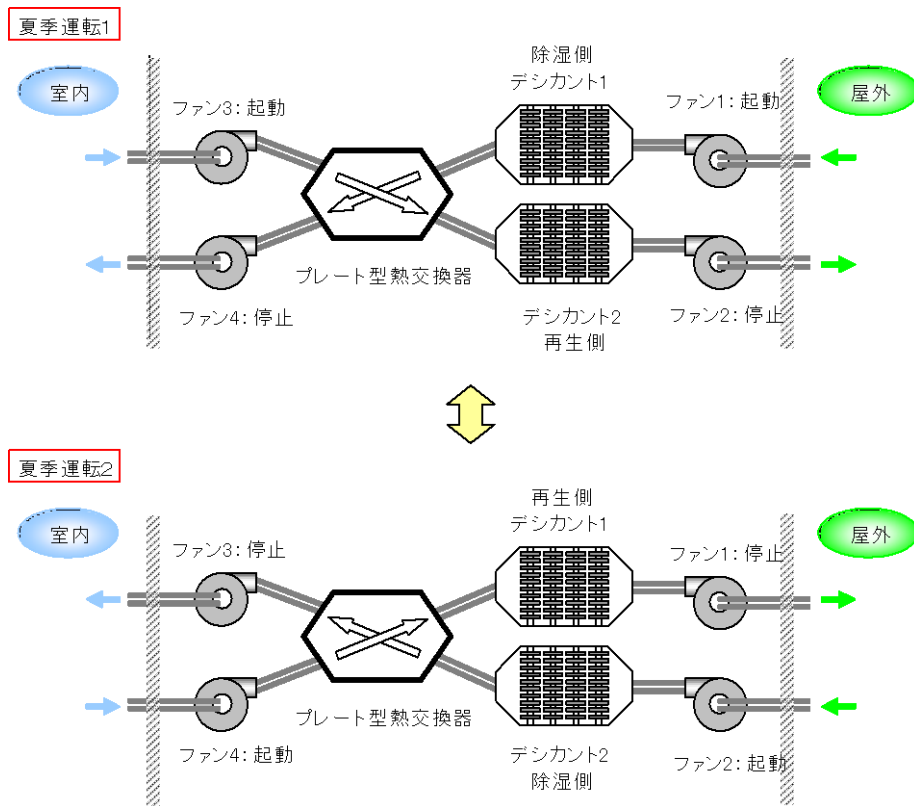 夏季運転1
室内
ファン3:起動
除湿側
デシカント1
ファン1:起動
屋外
プレート型熱交換器
ファン4:停止
デシカント2
再生側
ファン2:停止
夏季運転2
室内
ファン3:停止
再生側
デシカント1
ファン1:停止
屋外
プレート型熱交換器
ファン4:起動
デシカント2
除湿側
ファン2:起動